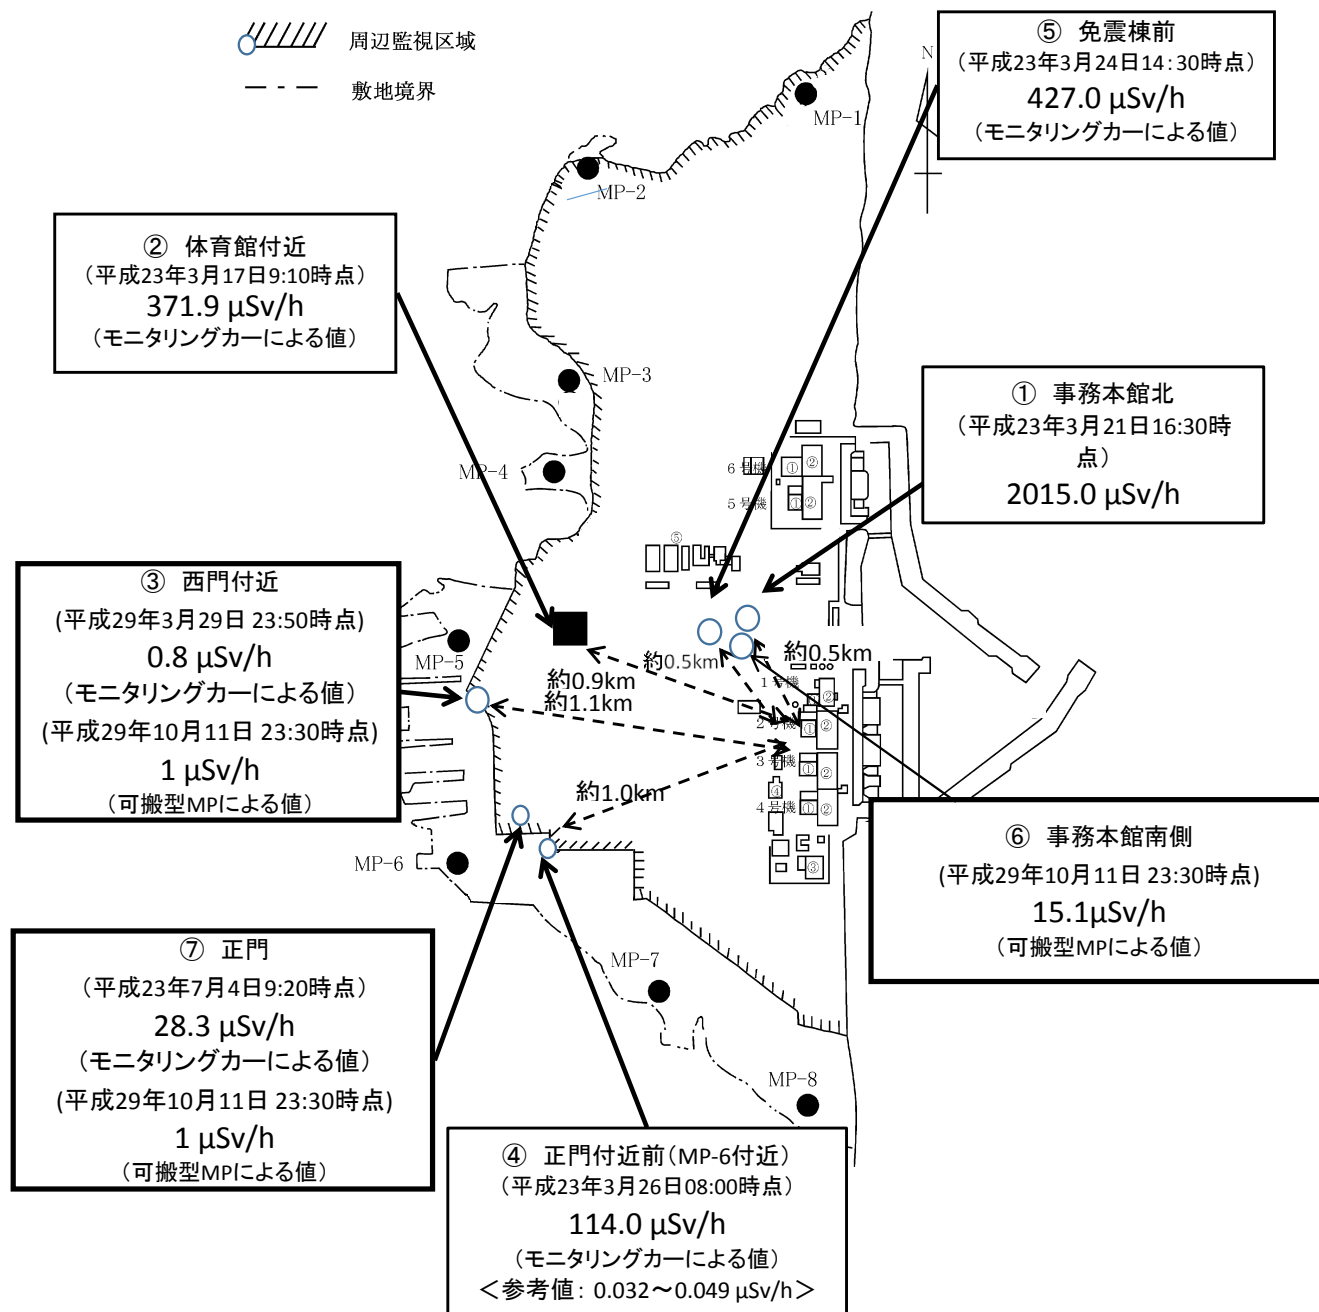 周辺監視区域
敷地境界
⑤ 免震棟前
(平成23年3月24日14:30時点)
427.0 μSv/h
(モニタリングカーによる値)
N
MP-1
MP-2
② 体育館付近
(平成23年3月17日9:10時点)
371.9 μSv/h
(モニタリングカーによる値)
MP-3
① 事務本館北
(平成23年3月21日16:30時
点)
2015.0 μSv/h
MP-4
6号機
①
②
5号機
①
②
⑤
③ 西門付近
(平成29年3月29日 23:50時点)
0.8 μSv/h
(モニタリングカーによる値)
(平成29年10月11日 23:30時点)
1 μSv/h
(可搬型MPによる値)
MP-5
約0.9km
約1.1km
約0.5km
約0.5km
1号機
②
2号機
①
②
3号機
①
②
④
4号機
①
②
③
約1.0km
MP-6
⑥ 事務本館南側
(平成29年10月11日 23:30時点)
15.1μSv/h
(可搬型MPによる値)
⑦ 正門
(平成23年7月4日9:20時点)
28.3 μSv/h
(モニタリングカーによる値)
(平成29年10月11日 23:30時点)
1 μSv/h
(可搬型MPによる値)
MP-7
MP-8
④ 正門付近前(MP-6付近)
(平成23年3月26日08:00時点)
114.0 μSv/h
(モニタリングカーによる値)
<参考値: 0.032～0.049 μSv/h>